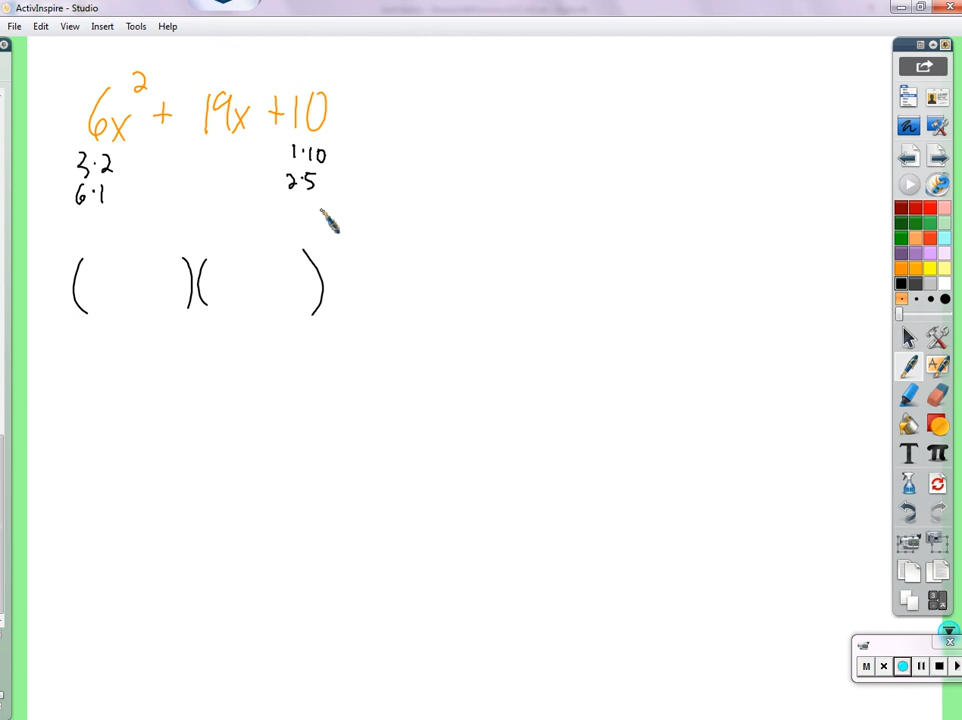 ActivInspire - Studio
File Edit View Insert Tools Help
6x² + 19x + 10
3·2 1·10
6·1 2·5
( )( )
T π
M